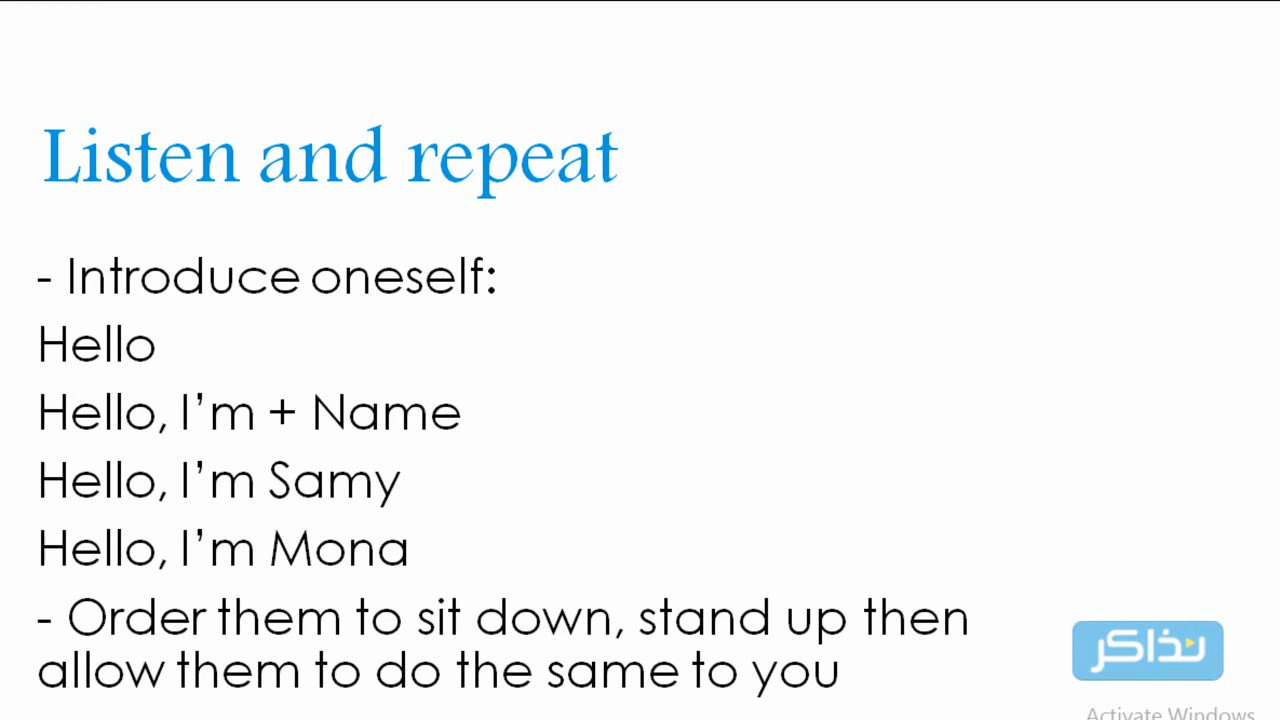 Listen and repeat
- Introduce oneself:
Hello
Hello, I’m + Name
Hello, I’m Samy
Hello, I’m Mona
- Order them to sit down, stand up then
allow them to do the same to you
نذاكر
Activate Windows